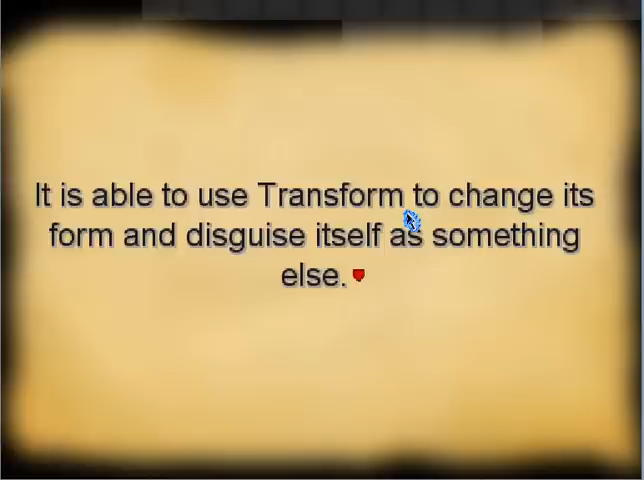 It is able to use Transform to change its
form and disguise itself as something
else.